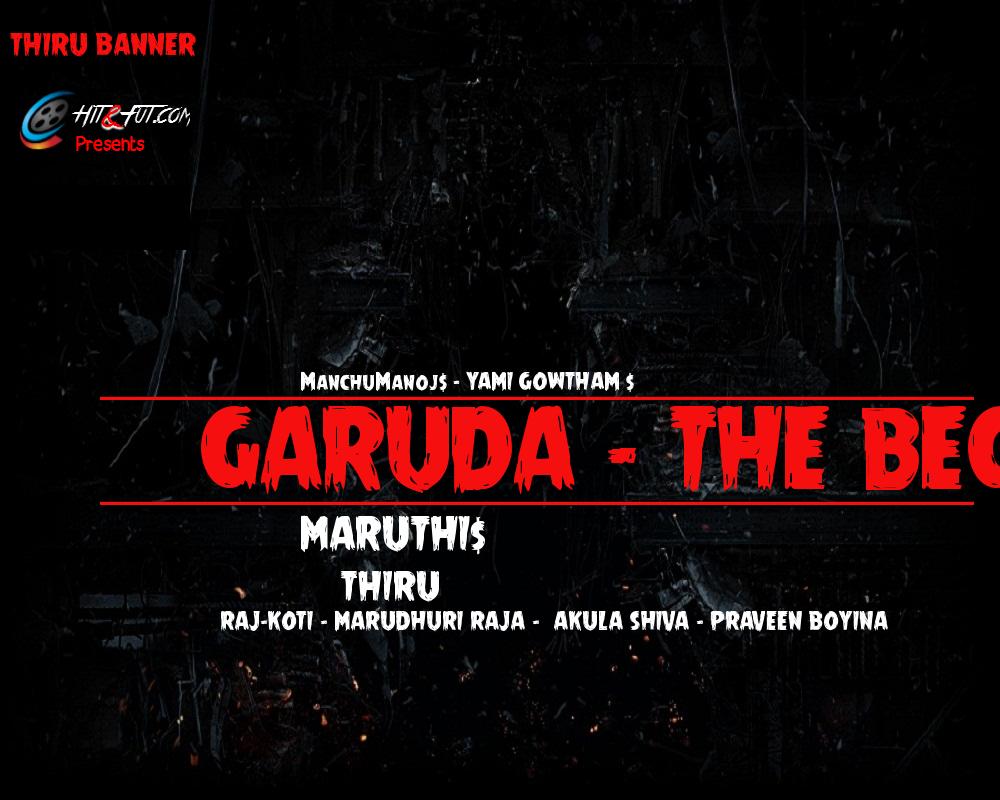 THIRU BANNER
HIT&FUT.COM
Presents
MANCHUMANOJ$ - YAMI GOWTHAM $
GARUDA - THE BEG
MARUTHI$
THIRU
RAJ-KOTI - MARUDHURI RAJA - AKULA SHIVA - PRAVEEN BOYINA